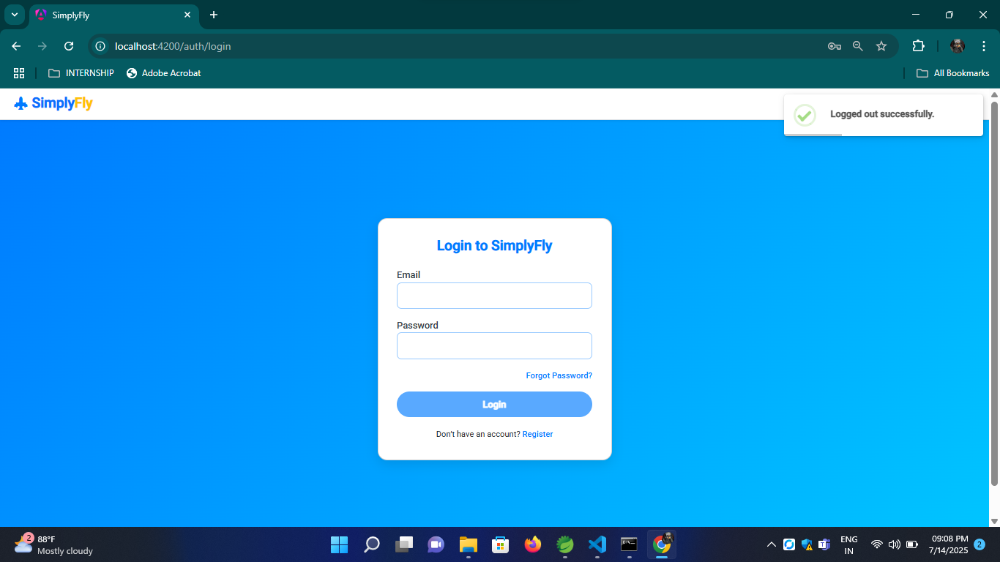 SimplyFly
localhost:4200/auth/login
INTERNSHIP
Adobe Acrobat
All Bookmarks
SimplyFly
Logged out successfully.
Login to SimplyFly
Email
Password
Forgot Password?
Login
Don't have an account? Register
2
88°F
Mostly cloudy
ENG
IN
09:08 PM
7/14/2025
2